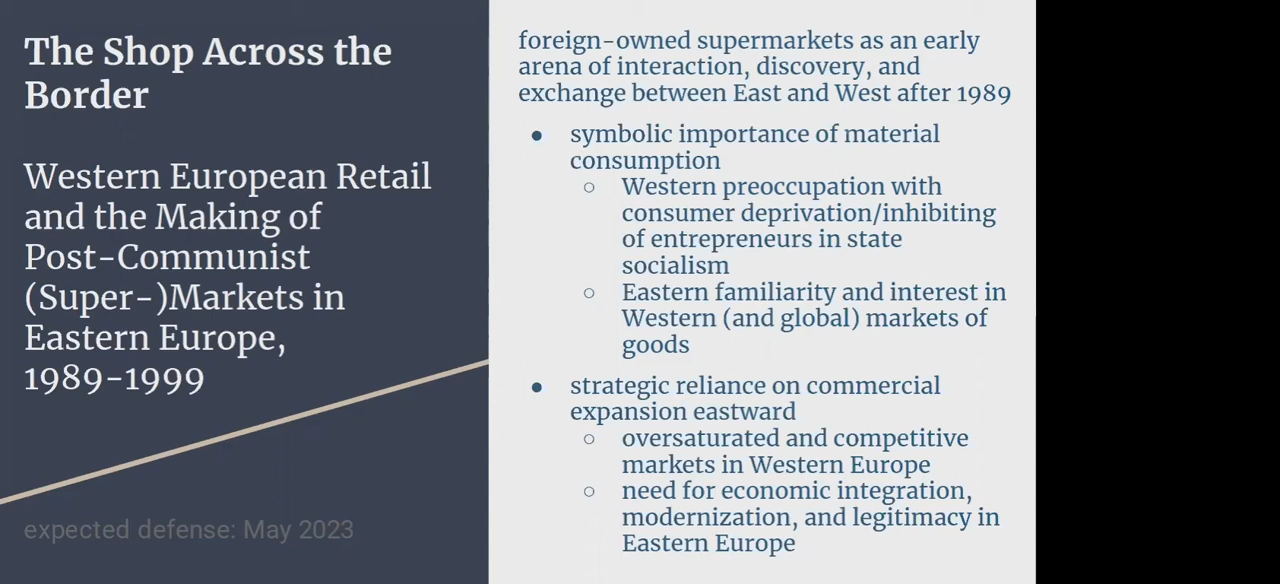 The Shop Across the
Border
Western European Retail
and the Making of
Post-Communist
(Super-)Markets in
Eastern Europe,
1989-1999
expected defense: May 2023
foreign-owned supermarkets as an early
arena of interaction, discovery, and
exchange between East and West after 1989
● symbolic importance of material
consumption
○ Western preoccupation with
consumer deprivation/inhibiting
of entrepreneurs in state
socialism
○ Eastern familiarity and interest in
Western (and global) markets of
goods
● strategic reliance on commercial
expansion eastward
○ oversaturated and competitive
markets in Western Europe
○ need for economic integration,
modernization, and legitimacy in
Eastern Europe